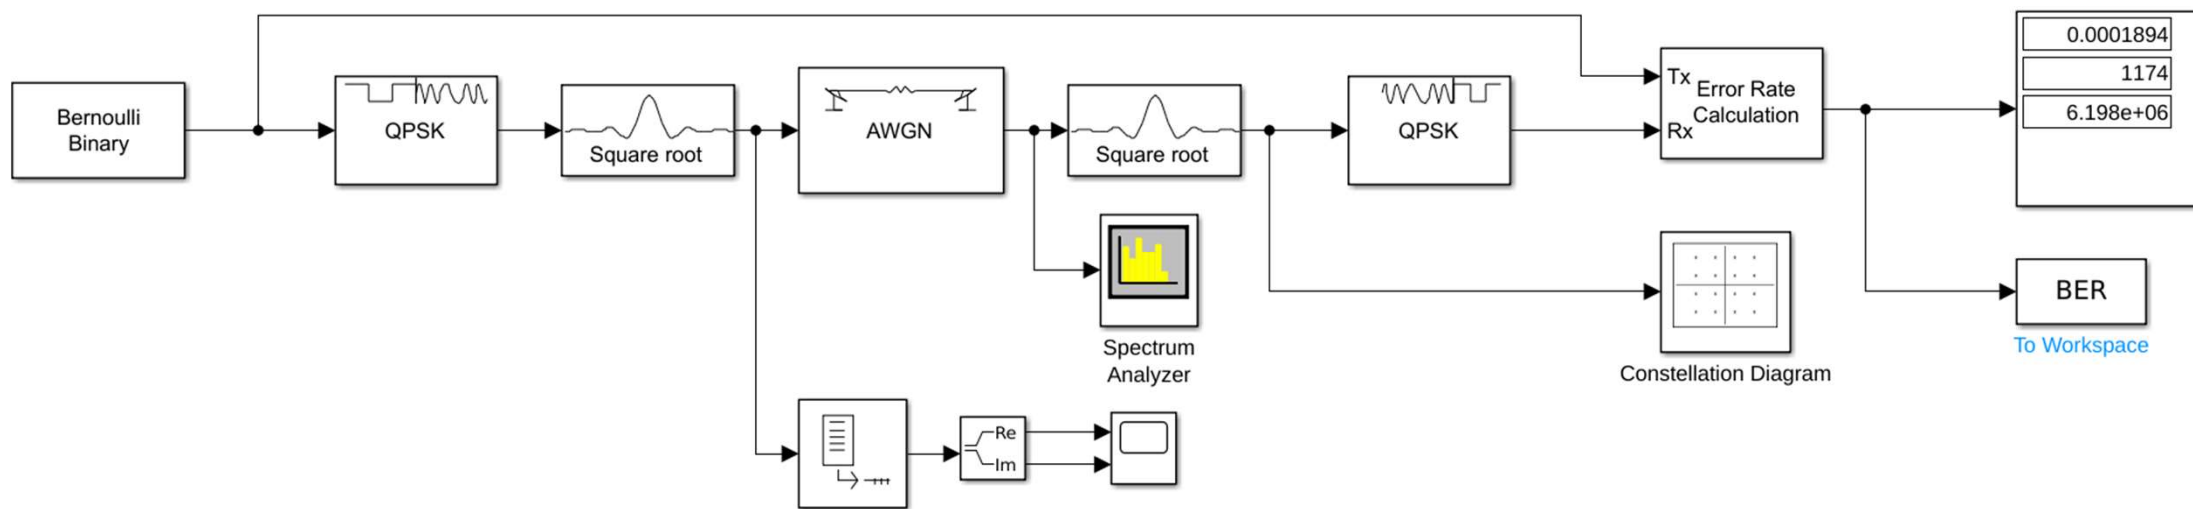 Bernoulli
Binary
QPSK
Square root
AWGN
Square root
QPSK
Tx
Rx
Error Rate
Calculation
0.0001894
1174
6.198e+06
Spectrum
Analyzer
Constellation Diagram
BER
To Workspace
Re
Im